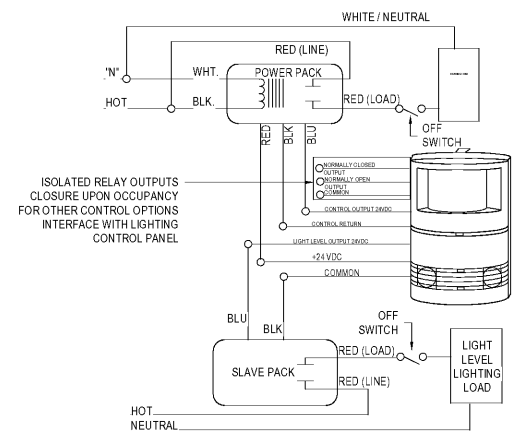 WHITE / NEUTRAL
RED (LINE)
"N"
WHT.
POWER PACK
HOT
BLK.
RED (LOAD)
OFF
SWITCH
RED
BLK
BLU
NORMALLY CLOSED
OUTPUT
NORMALLY OPEN
OUTPUT
COMMON
ISOLATED RELAY OUTPUTS
CLOSURE UPON OCCUPANCY
FOR OTHER CONTROL OPTIONS
INTERFACE WITH LIGHTING
CONTROL PANEL
CONTROL OUTPUT 24VDC
CONTROL RETURN
LIGHT LEVEL OUTPUT 24VDC
+24 VDC
COMMON
BLU
BLK
OFF
SWITCH
RED (LOAD)
SLAVE PACK
RED (LINE)
LIGHT
LEVEL
LIGHTING
LOAD
HOT
NEUTRAL